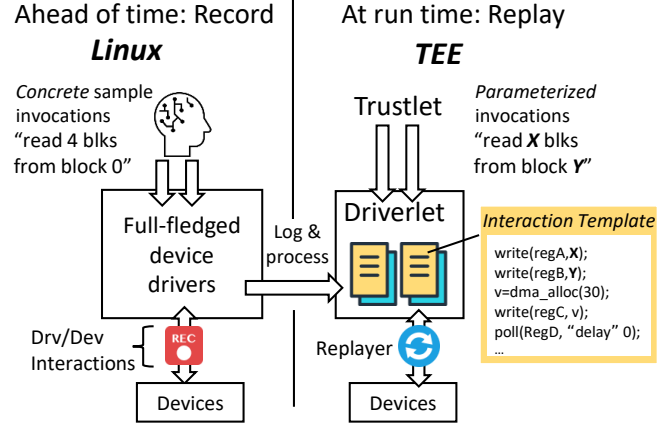 Ahead of time: Record
Linux
Concrete sample
invocations
“read 4 blks
from block 0”
Full-fledged
device
drivers
Drv/Dev
Interactions
REC
Devices
Log &
process
At run time: Replay
TEE
Trustlet
Parameterized
invocations
“read X blks
from block Y”
Driverlet
Replayer
Devices
Interaction Template
write(regA,X);
write(regB,Y);
v=dma_alloc(30);
write(regC, v);
poll(RegD, “delay” 0);
…